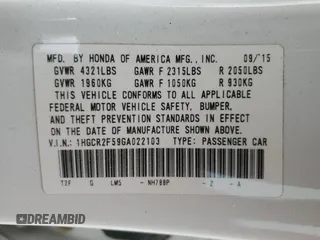 MFD. BY HONDA OF AMERICA MFG., INC. 09/15
GVWR 4321LBS GAWR F 2315LBS R 2050LBS
GVWR 1960KG GAWR F 1050KG R 930KG
THIS VEHICLE CONFORMS TO ALL APPLICABLE
FEDERAL MOTOR VEHICLE SAFETY, BUMPER,
AND THEFT PREVENTION STANDARDS IN EFFECT
ON THE DATE OF MANUFACTURE SHOWN ABOVE.
V.I.N.: 1HGCR2F59GA022103 TYPE: PASSENGER CAR
T2F G LM5 - NH788P - Z - A
DREAMBID